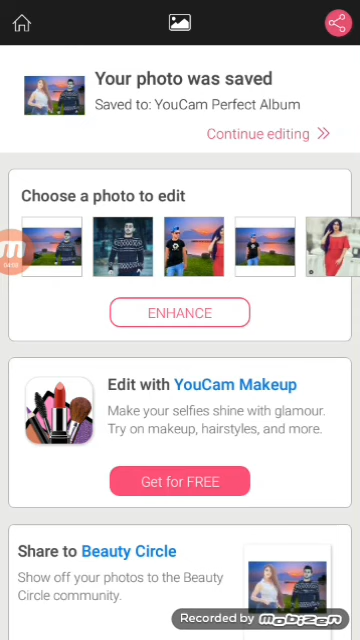 Your photo was saved
Saved to: YouCam Perfect Album
Continue editing
Choose a photo to edit
ENHANCE
Edit with YouCam Makeup
Make your selfies shine with glamour.
Try on makeup, hairstyles, and more.
Get for FREE
Share to Beauty Circle
Show off your photos to the Beauty
Circle community.
Recorded by mobizen